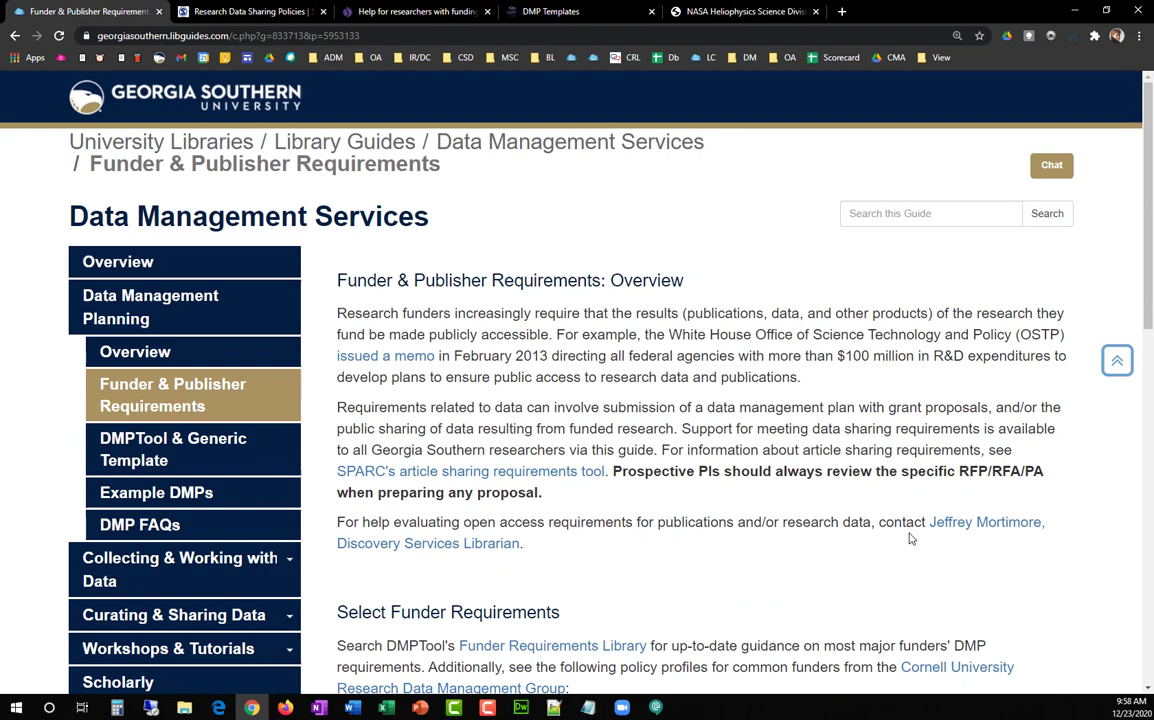 Funder & Publisher Requirement
Research Data Sharing Policies |
Help for researchers with funding
DMP Templates
NASA Heliophysics Science Divis
georgiasouthern.libguides.com/c.php?g=833713&p=5953133
Apps
ADM
OA
IR/DC
CSD
MSC
BL
CRL
Db
LC
DM
OA
Scorecard
CMA
View
GEORGIA SOUTHERN
UNIVERSITY
University Libraries / Library Guides / Data Management Services
/ Funder & Publisher Requirements
Chat
Data Management Services
Search this Guide
Search
Overview
Data Management
Planning
Overview
Funder & Publisher
Requirements
DMPTool & Generic
Template
Example DMPs
DMP FAQs
Collecting & Working with
Data
Curating & Sharing Data
Workshops & Tutorials
Scholarly
Funder & Publisher Requirements: Overview
Research funders increasingly require that the results (publications, data, and other products) of the research they
fund be made publicly accessible. For example, the White House Office of Science Technology and Policy (OSTP)
issued a memo in February 2013 directing all federal agencies with more than $100 million in R&D expenditures to
develop plans to ensure public access to research data and publications.
Requirements related to data can involve submission of a data management plan with grant proposals, and/or the
public sharing of data resulting from funded research. Support for meeting data sharing requirements is available
to all Georgia Southern researchers via this guide. For information about article sharing requirements, see
SPARC's article sharing requirements tool. Prospective PIs should always review the specific RFP/RFA/PA
when preparing any proposal.
For help evaluating open access requirements for publications and/or research data, contact Jeffrey Mortimore,
Discovery Services Librarian.
Select Funder Requirements
Search DMPTool's Funder Requirements Library for up-to-date guidance on most major funders' DMP
requirements. Additionally, see the following policy profiles for common funders from the Cornell University
Research Data Management Group:
9:58 AM
12/23/2020